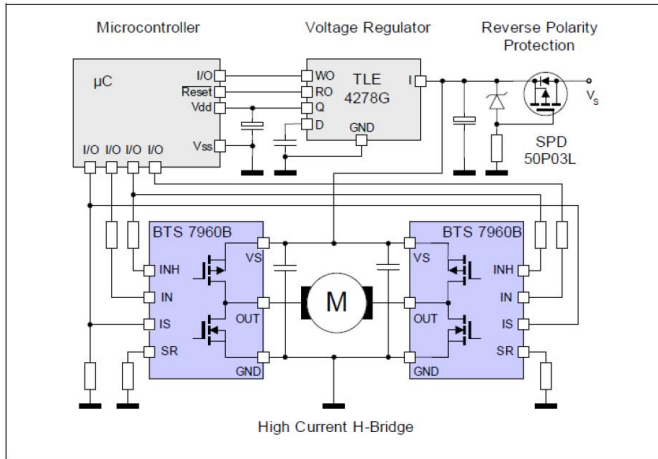 Microcontroller
Voltage Regulator
Reverse Polarity
Protection
µC
I/O
Reset
Vdd
Vss
I/O I/O I/O I/O
WO
RO
Q
D
TLE
4278G
GND
I
Vs
SPD
50P03L
BTS 7960B
VS
INH
IN
IS
SR
OUT
GND
M
BTS 7960B
VS
INH
IN
IS
SR
OUT
GND
High Current H-Bridge